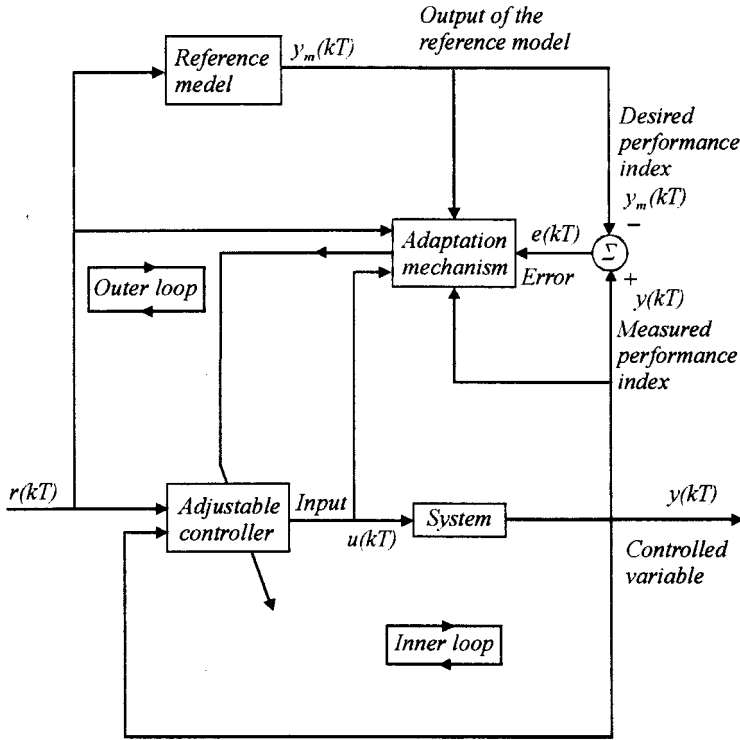 Output of the
reference model
Reference
medel
y_m(kT)
Desired
performance
index
y_m(kT)
−
Adaptation
mechanism
e(kT)
Error
Σ
+
y(kT)
Measured
performance
index
Outer loop
r(kT)
Adjustable
controller
Input
u(kT)
System
y(kT)
Controlled
variable
Inner loop